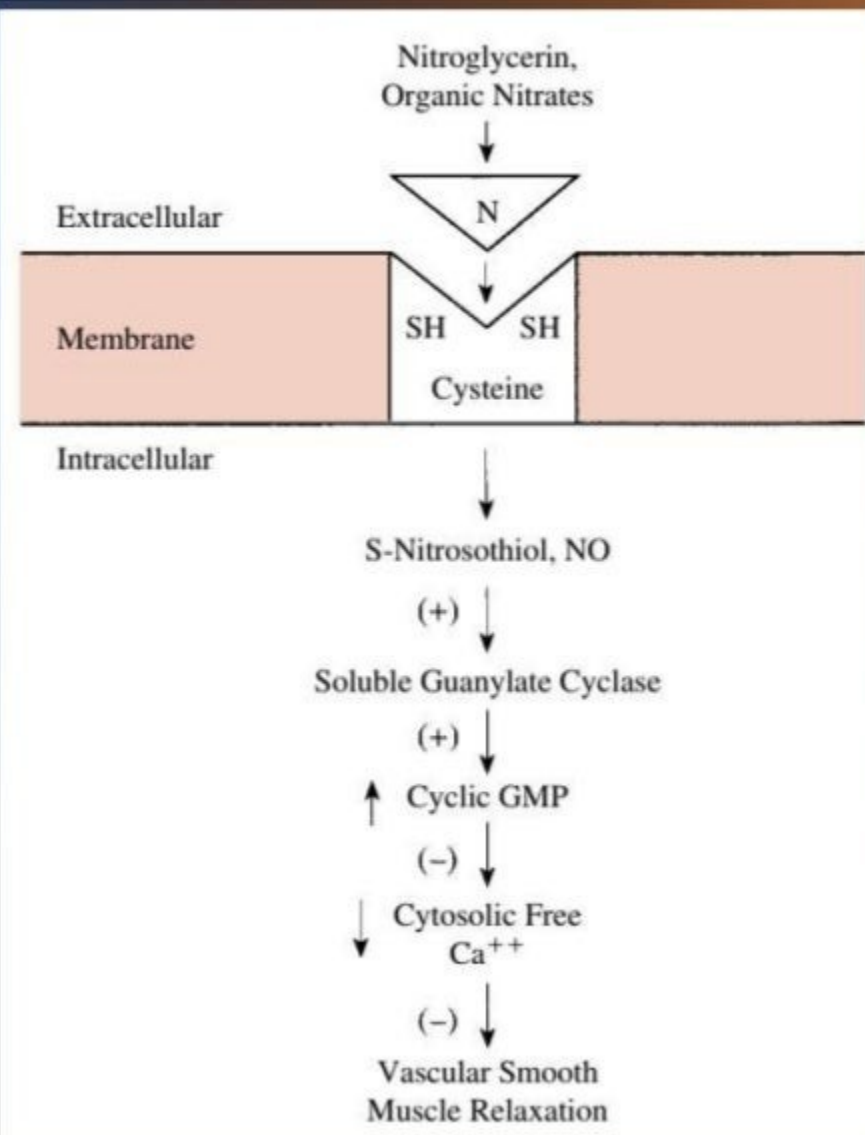 Nitroglycerin,
Organic Nitrates
N
Extracellular
SH SH
Membrane
Cysteine
Intracellular
S-Nitrosothiol, NO
(+)
Soluble Guanylate Cyclase
(+)
Cyclic GMP
(–)
Cytosolic Free
Ca++
(–)
Vascular Smooth
Muscle Relaxation